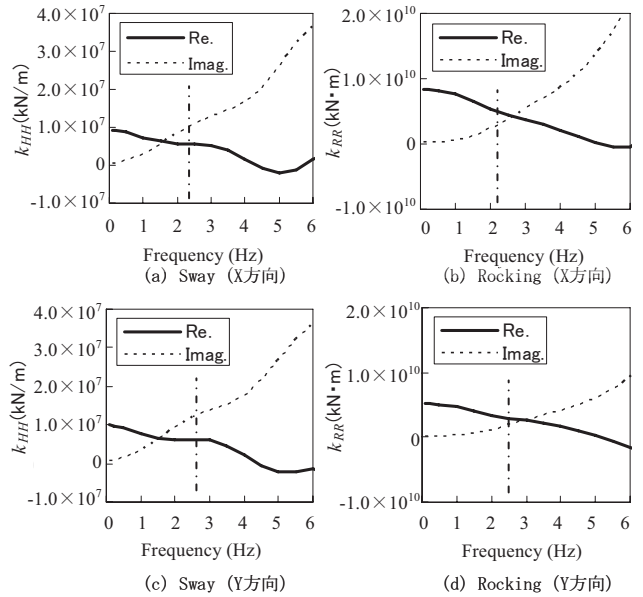 4.0×10⁷
3.0×10⁷
2.0×10⁷
1.0×10⁷
0
-1.0×10⁷
k_HH(kN/m)
Re.
Imag.
0 1 2 3 4 5 6
Frequency (Hz)
(a) Sway (X方向)
2.0×10¹⁰
1.0×10¹⁰
0
-1.0×10¹⁰
k_RR(kN・m)
Re.
Imag.
0 1 2 3 4 5 6
Frequency (Hz)
(b) Rocking (X方向)
4.0×10⁷
3.0×10⁷
2.0×10⁷
1.0×10⁷
0
-1.0×10⁷
k_HH(kN/m)
Re.
Imag.
0 1 2 3 4 5 6
Frequency (Hz)
(c) Sway (Y方向)
2.0×10¹⁰
1.0×10¹⁰
0
-1.0×10¹⁰
k_RR(kN・m)
Re.
Imag.
0 1 2 3 4 5 6
Frequency (Hz)
(d) Rocking (Y方向)